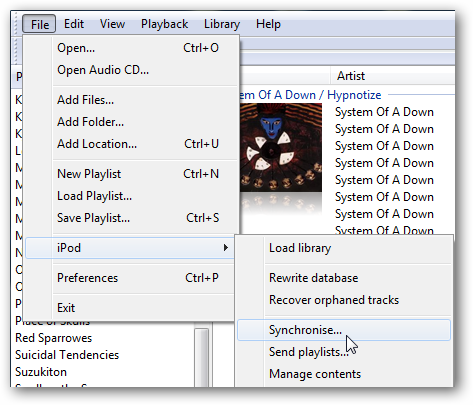 File Edit View Playback Library Help
Open... Ctrl+O
Open Audio CD...
Add Files...
Add Folder...
Add Location... Ctrl+U
New Playlist Ctrl+N
Load Playlist...
Save Playlist... Ctrl+S
iPod
Preferences Ctrl+P
Exit
Load library
Rewrite database
Recover orphaned tracks
Synchronise...
Send playlists...
Manage contents
Place of Skulls
Red Sparowes
Suicidal Tendencies
Suzukiton
Artist
System Of A Down / Hypnotize
System Of A Down
System Of A Down
System Of A Down
System Of A Down
System Of A Down
System Of A Down
System Of A Down
System Of A Down